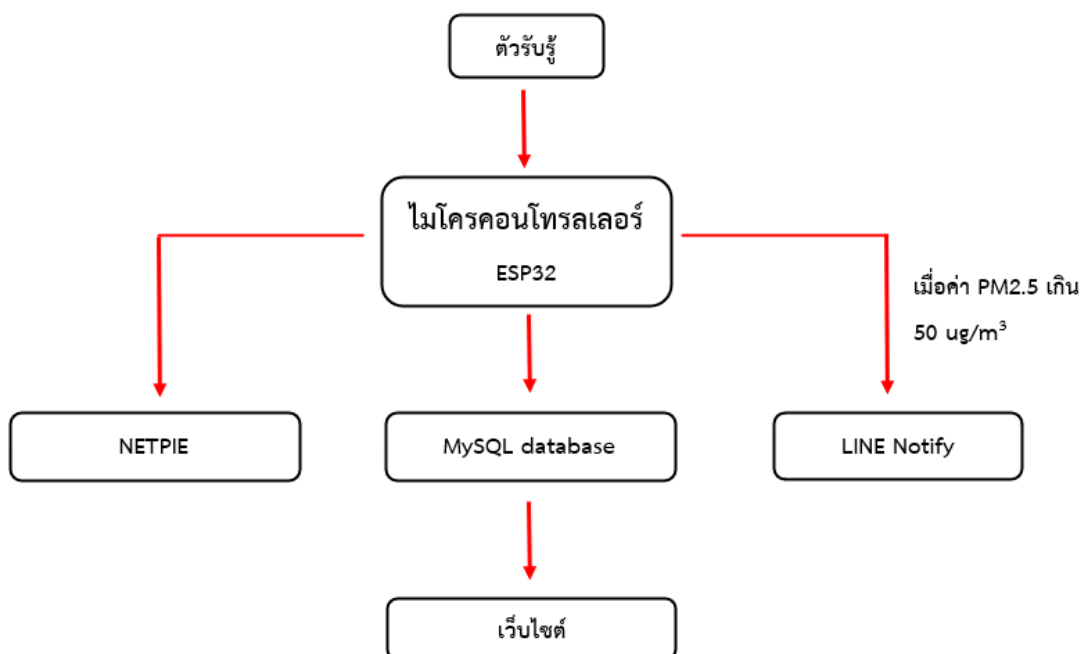 ตัวรับรู้
ไมโครคอนโทรลเลอร์
ESP32
เมื่อค่า PM2.5 เกิน
50 ug/m³
NETPIE
MySQL database
LINE Notify
เว็บไซต์